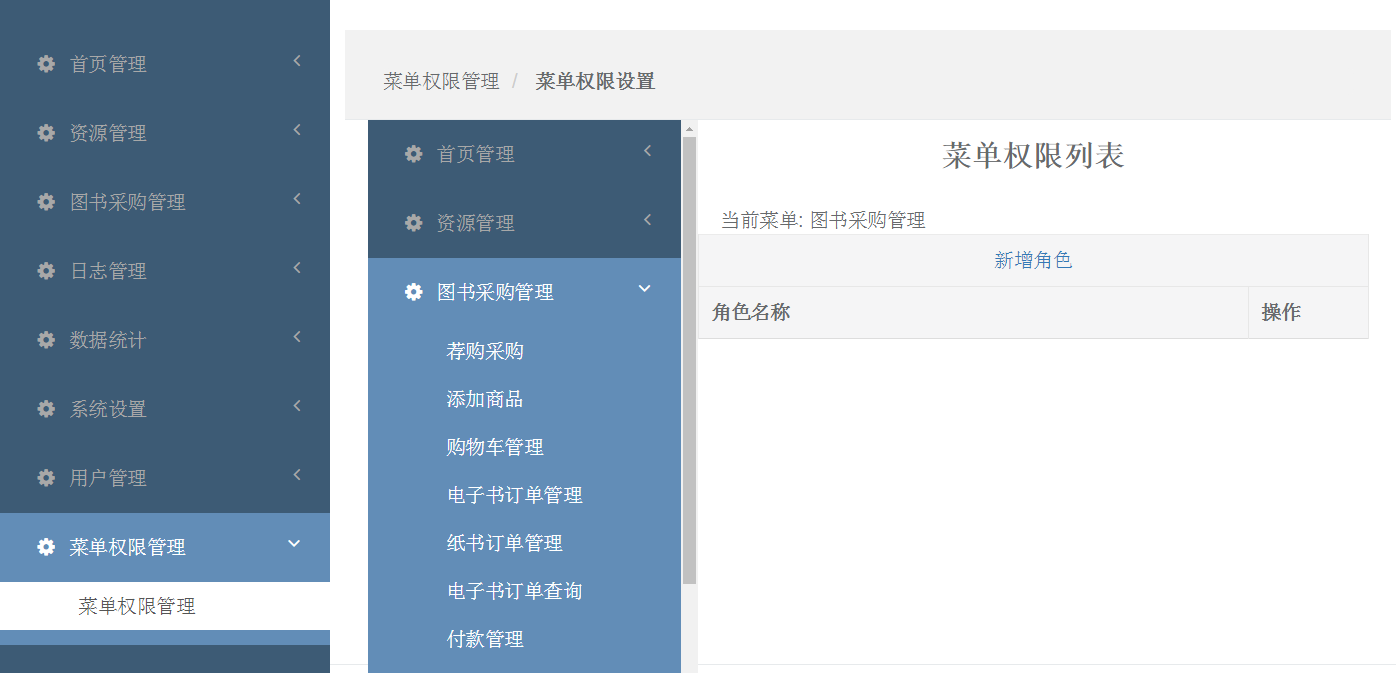 首页管理
资源管理
图书采购管理
日志管理
数据统计
系统设置
用户管理
菜单权限管理
菜单权限管理
菜单权限管理 / 菜单权限设置
首页管理
资源管理
图书采购管理
荐购采购
添加商品
购物车管理
电子书订单管理
纸书订单管理
电子书订单查询
付款管理
菜单权限列表
当前菜单: 图书采购管理
新增角色
角色名称 操作